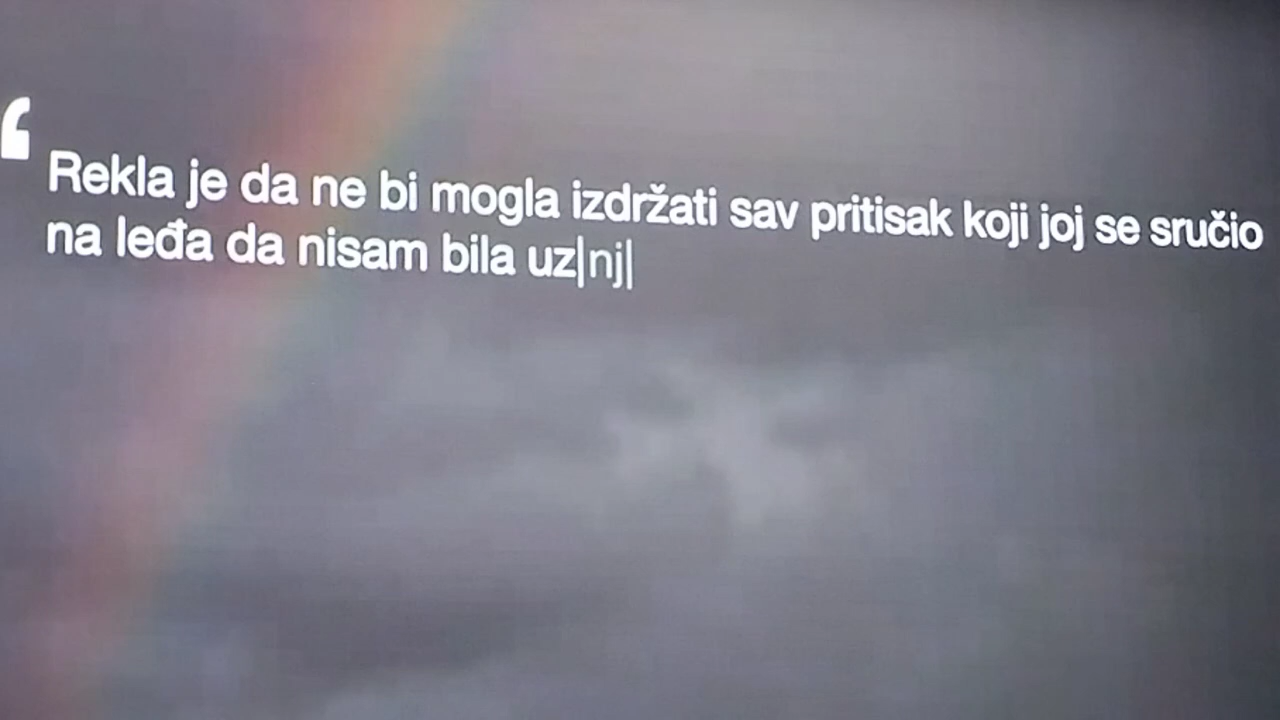 ‘Rekla je da ne bi mogla izdržati sav pritisak koji joj se sručio
na leđa da nisam bila uz|nj|